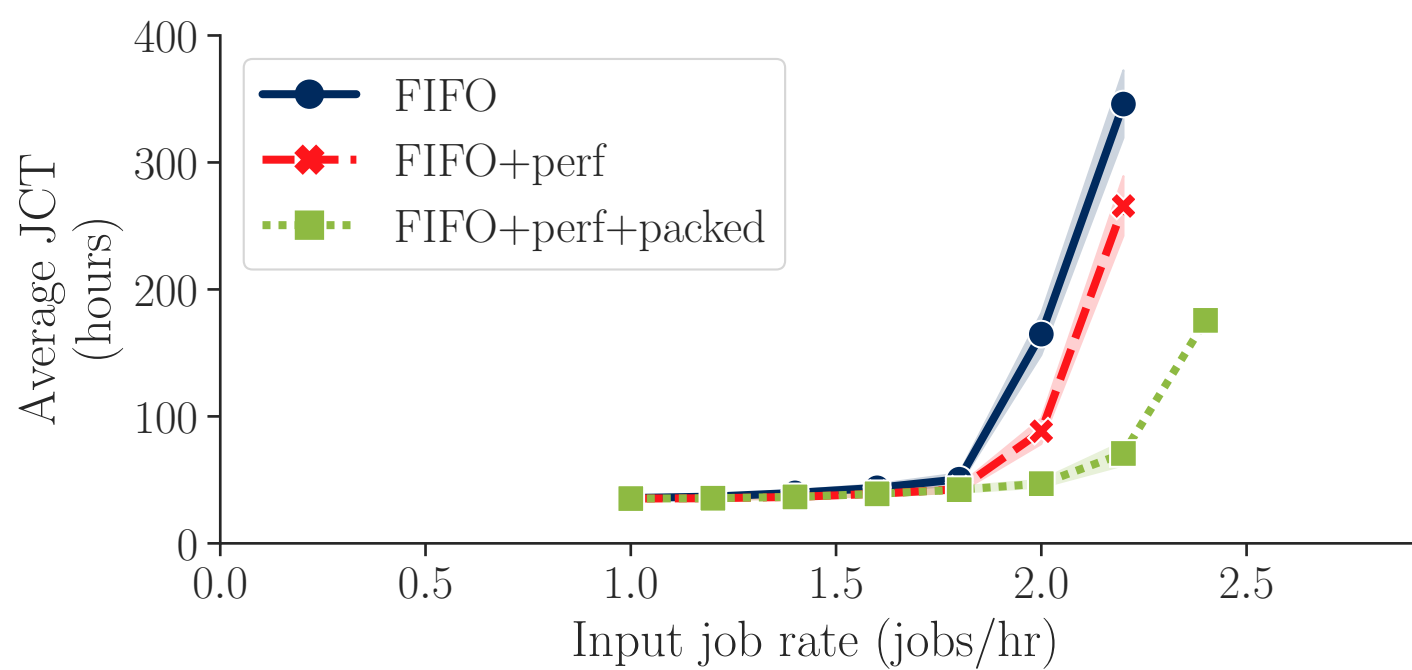 400
300
200
100
0
Average JCT
(hours)
FIFO
FIFO+perf
FIFO+perf+packed
0.0 0.5 1.0 1.5 2.0 2.5
Input job rate (jobs/hr)